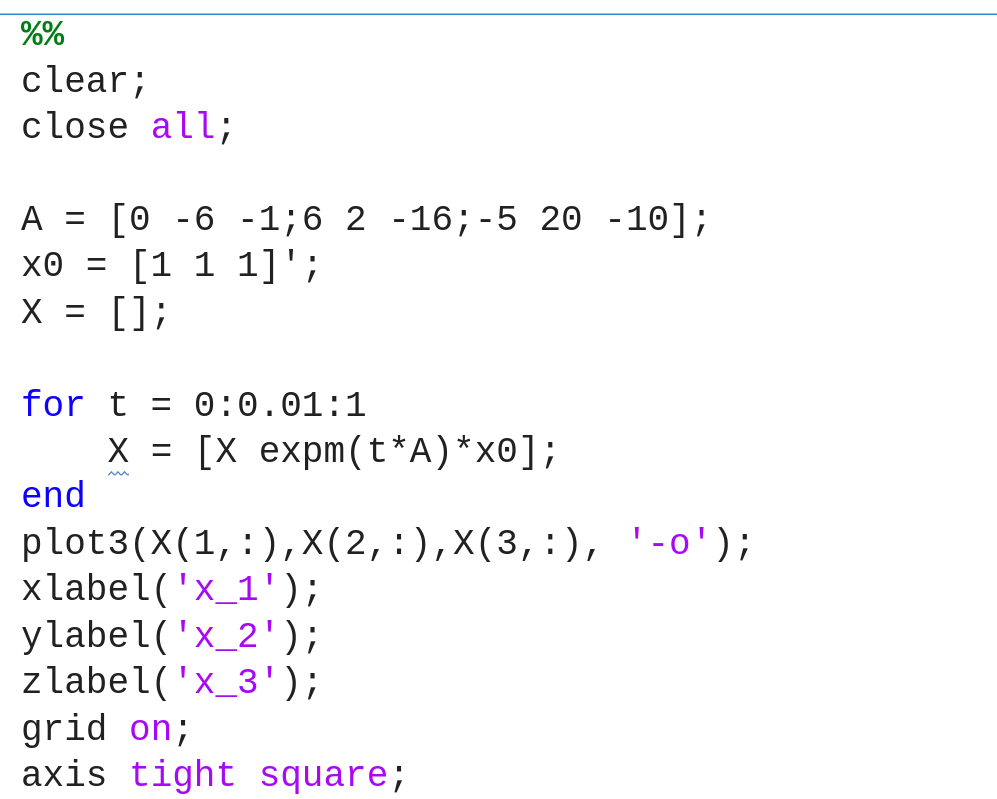 %%
clear;
close all;
A = [0 -6 -1;6 2 -16;-5 20 -10];
x0 = [1 1 1]';
X = [];
for t = 0:0.01:1
    X = [X expm(t*A)*x0];
end
plot3(X(1,:),X(2,:),X(3,:), '-o');
xlabel('x_1');
ylabel('x_2');
zlabel('x_3');
grid on;
axis tight square;